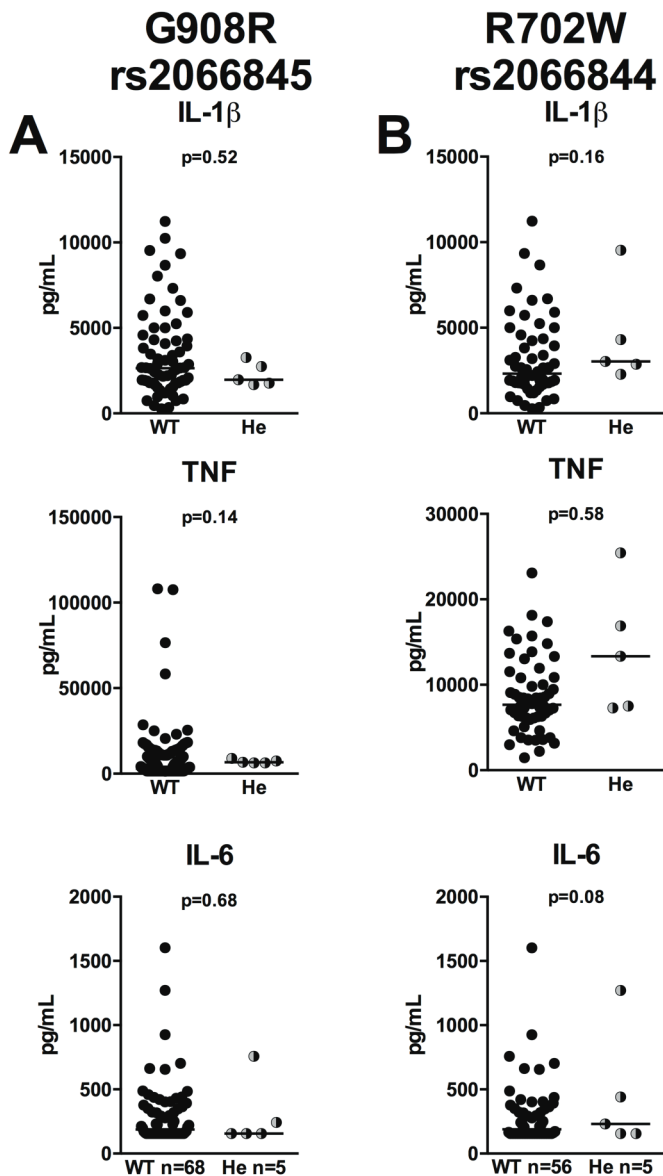 G908R
rs2066845
R702W
rs2066844
A
IL-1β
p=0.52
pg/mL
15000
10000
5000
0
WT He
B
IL-1β
p=0.16
pg/mL
15000
10000
5000
0
WT He
TNF
p=0.14
pg/mL
150000
100000
50000
0
WT He
TNF
p=0.58
pg/mL
30000
20000
10000
0
WT He
IL-6
p=0.68
pg/mL
2000
1500
1000
500
0
WT n=68 He n=5
IL-6
p=0.08
pg/mL
2000
1500
1000
500
0
WT n=56 He n=5